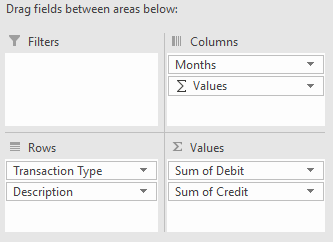 Drag fields between areas below:
Filters
Columns
Months
Σ Values
Rows
Σ Values
Transaction Type
Description
Sum of Debit
Sum of Credit